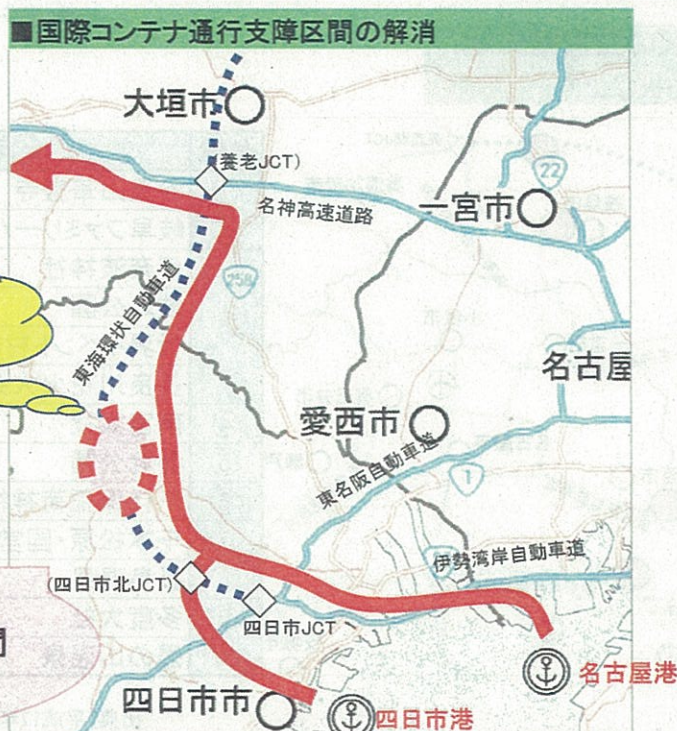 ■国際コンテナ通行支障区間の解消
大垣市
(養老JCT)
22
名神高速道路
一宮市
258
東海環状自動車道
名古屋
愛西市
東名阪自動車道
1
伊勢湾岸自動車道
(四日市北JCT)
四日市JCT
名古屋港
四日市市
四日市港